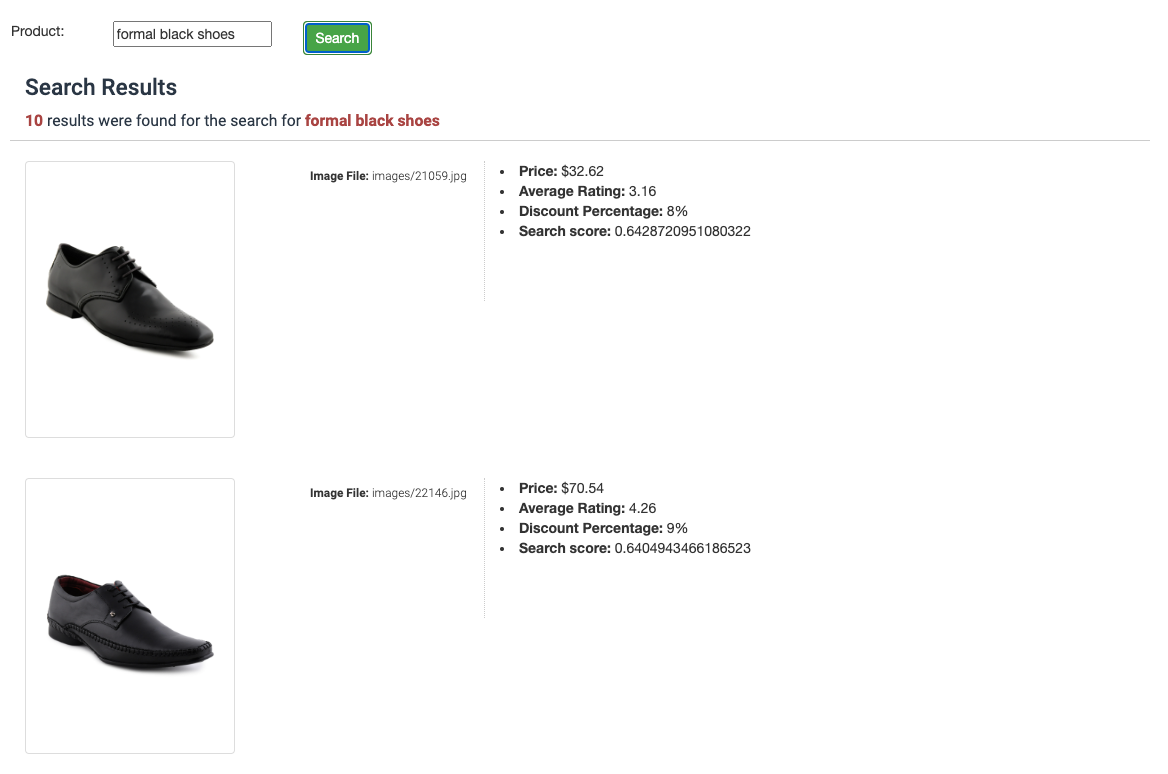 Product: formal black shoes Search
Search Results
10 results were found for the search for formal black shoes
Image File: images/21059.jpg
Price: $32.62
Average Rating: 3.16
Discount Percentage: 8%
Search score: 0.6428720951080322
Image File: images/22146.jpg
Price: $70.54
Average Rating: 4.26
Discount Percentage: 9%
Search score: 0.6404943466186523